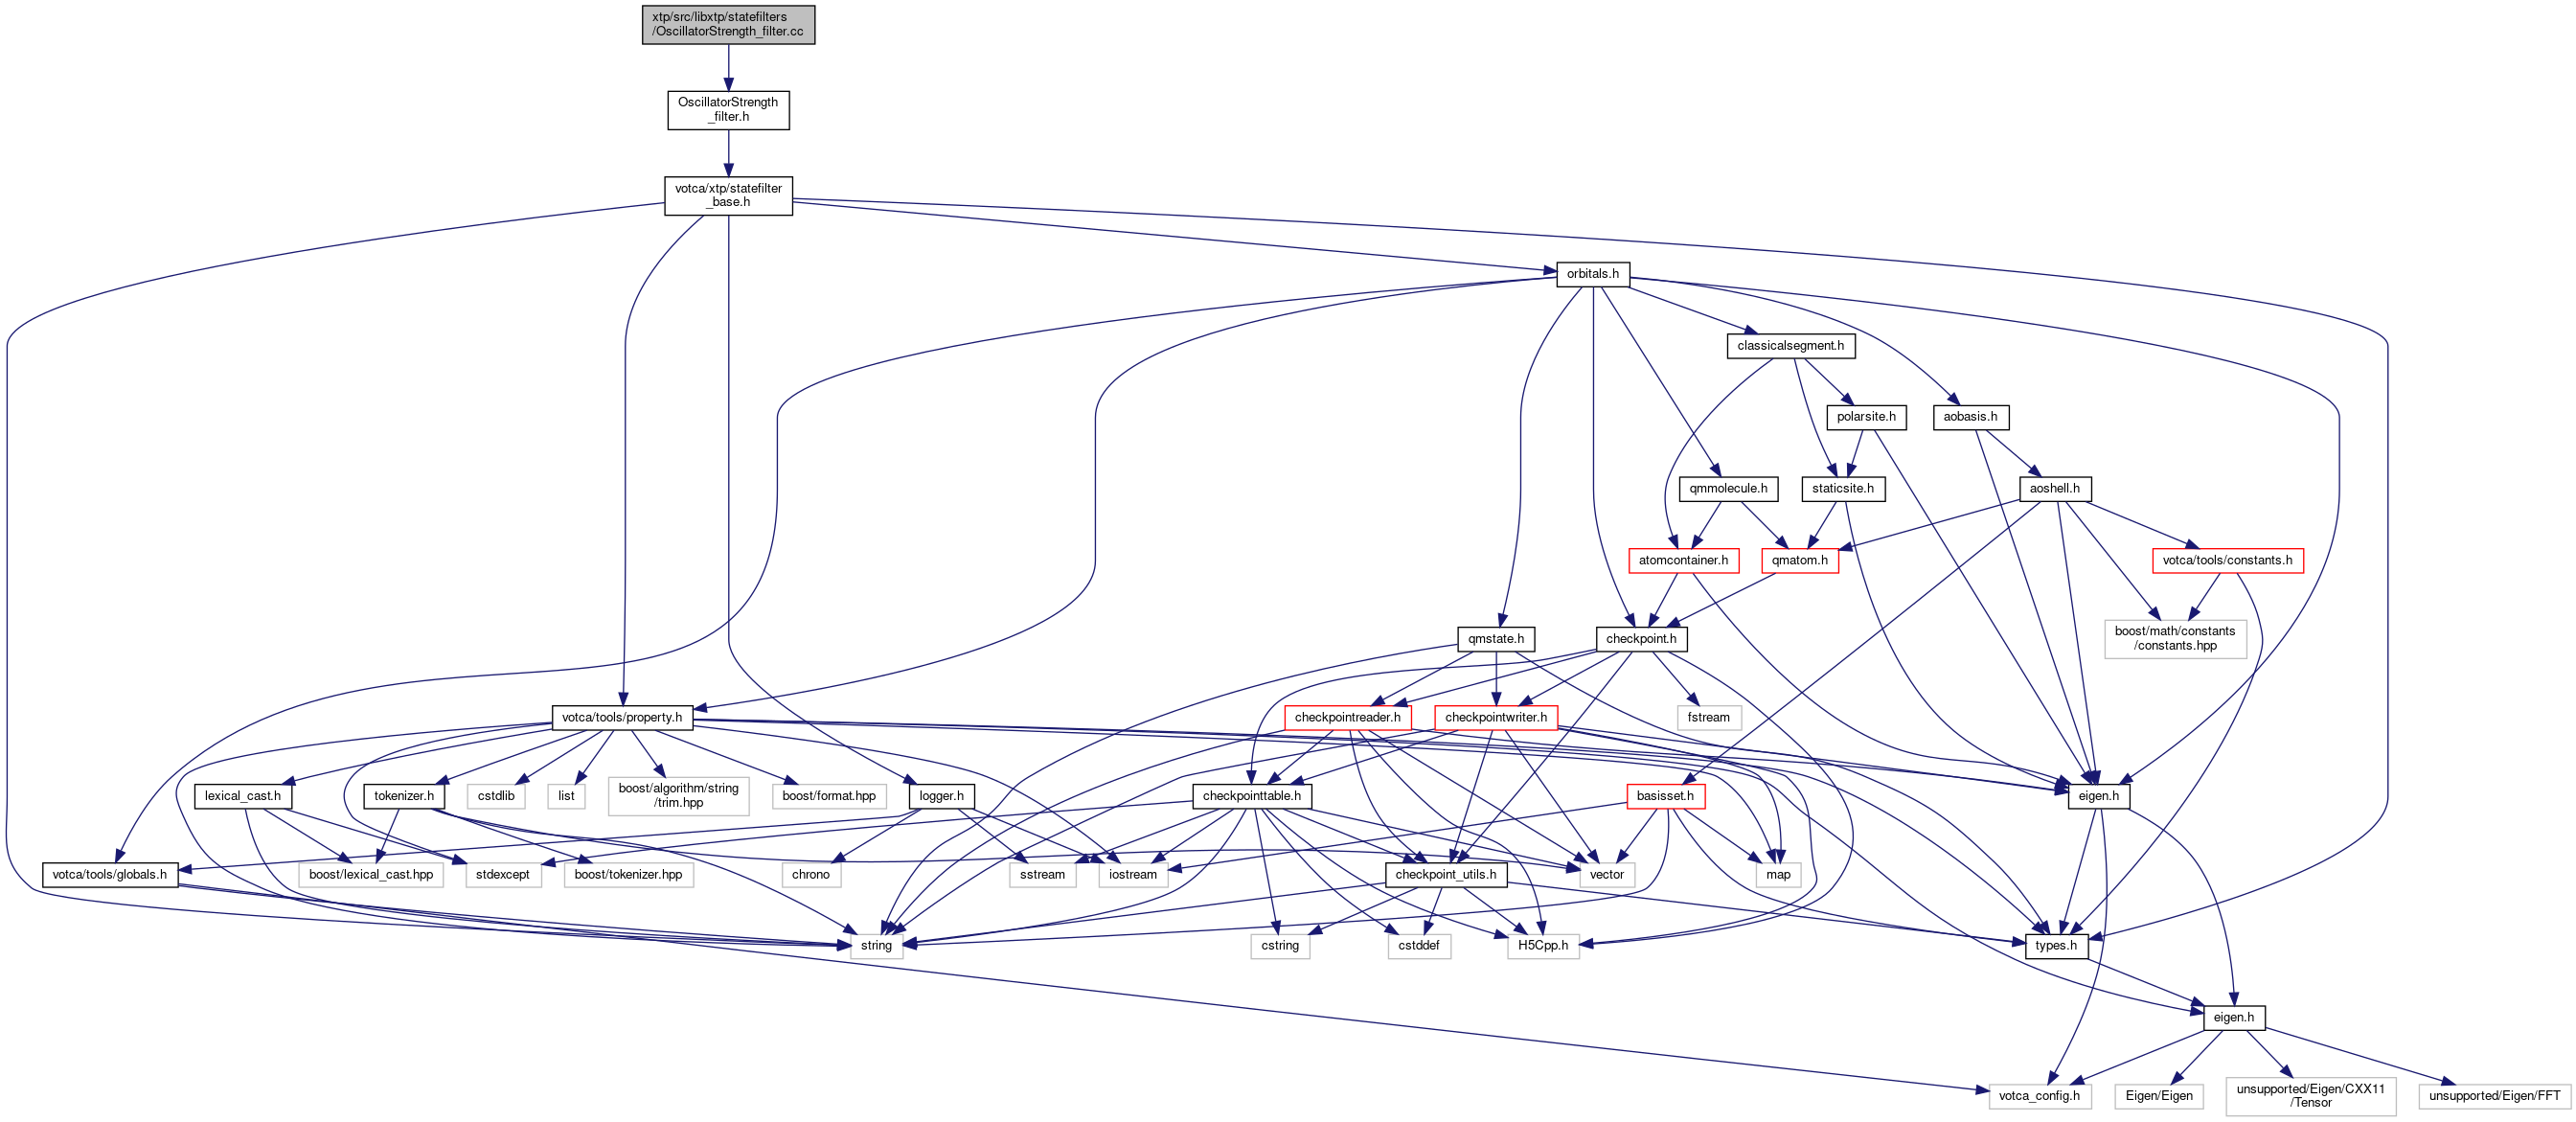 xtp/src/libxtp/statefilters
/OscillatorStrength_filter.cc
OscillatorStrength
_filter.h
votca/xtp/statefilter
_base.h
orbitals.h
classicalsegment.h
polarsite.h
aobasis.h
qmmolecule.h
staticsite.h
aoshell.h
atomcontainer.h
qmatom.h
votca/tools/constants.h
qmstate.h
checkpoint.h
boost/math/constants
/constants.hpp
votca/tools/property.h
checkpointreader.h
checkpointwriter.h
fstream
lexical_cast.h
tokenizer.h
cstdlib
list
boost/algorithm/string
/trim.hpp
boost/format.hpp
logger.h
checkpointtable.h
basisset.h
eigen.h
votca/tools/globals.h
boost/lexical_cast.hpp
stdexcept
boost/tokenizer.hpp
chrono
sstream
iostream
checkpoint_utils.h
vector
map
string
cstring
cstddef
H5Cpp.h
types.h
eigen.h
votca_config.h
Eigen/Eigen
unsupported/Eigen/CXX11
/Tensor
unsupported/Eigen/FFT